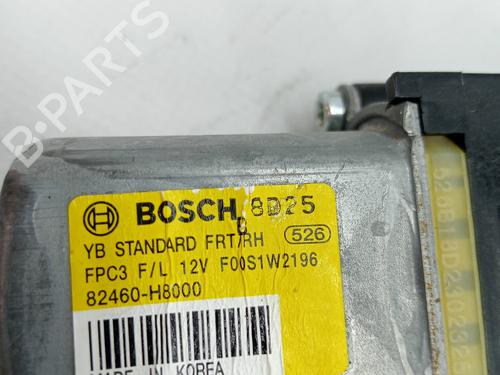 B-PARTS
BOSCH 8D25
YB STANDARD FRT/RH 526
FPC3 F/L 12V F00S1W2196
82460-H8000
MADE IN KOREA